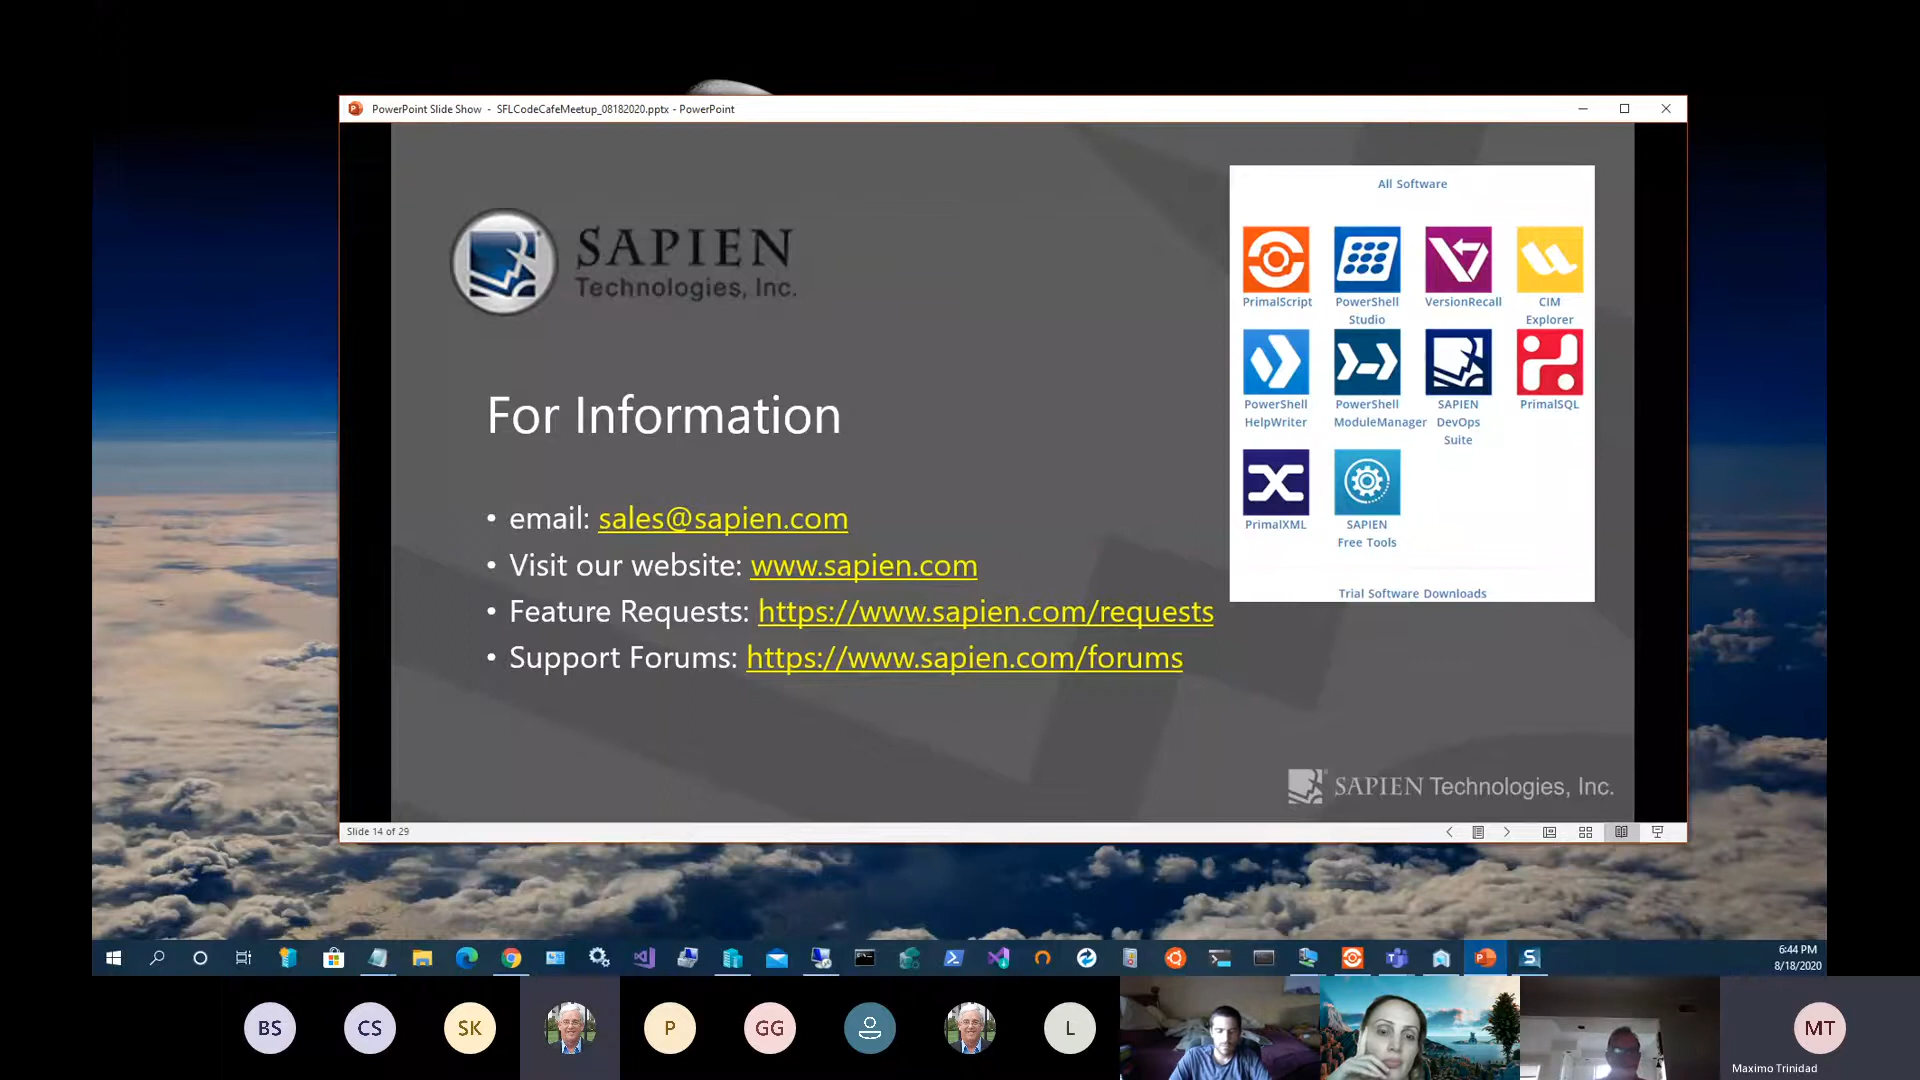 PowerPoint Slide Show - SFLCodeCafeMeetup_08182020.pptx - PowerPoint
SAPIEN
Technologies, Inc.
For Information
• email: sales@sapien.com
• Visit our website: www.sapien.com
• Feature Requests: https://www.sapien.com/requests
• Support Forums: https://www.sapien.com/forums
All Software
PrimalScript
PowerShell
Studio
VersionRecall
CIM
Explorer
PowerShell
HelpWriter
PowerShell
ModuleManager
SAPIEN
DevOps
Suite
PrimalSQL
PrimalXML
SAPIEN
Free Tools
Trial Software Downloads
SAPIEN Technologies, Inc.
Slide 14 of 29
6:44 PM
8/18/2020
BS
CS
SK
P
GG
L
MT
Maximo Trinidad